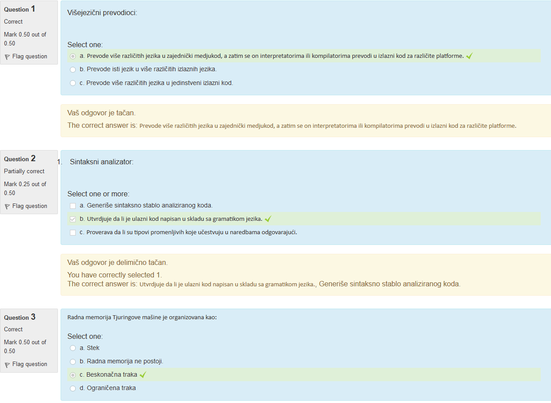 Question 1
Correct
Mark 0.50 out of
0.50
Flag question
Višejezični prevodioci:
Select one:
a. Prevode više različitih jezika u zajednički medjukod, a zatim se on interpretatorima ili kompilatorima prevodi u izlazni kod za različite platforme.
b. Prevode isti jezik u više različitih izlaznih jezika.
c. Prevode više različitih jezika u jedinstveni izlazni kod.
Vaš odgovor je tačan.
The correct answer is: Prevode više različitih jezika u zajednički medjukod, a zatim se on interpretatorima ili kompilatorima prevodi u izlazni kod za različite platforme.
Question 2
Partially correct
Mark 0.25 out of
0.50
Flag question
1
Sintaksni analizator:
Select one or more:
a. Generiše sintaksno stablo analiziranog koda.
b. Utvrdjuje da li je ulazni kod napisan u skladu sa gramatikom jezika.
c. Proverava da li su tipovi promenljivih koje učestvuju u naredbama odgovarajući.
Vaš odgovor je delimično tačan.
You have correctly selected 1.
The correct answer is: Utvrdjuje da li je ulazni kod napisan u skladu sa gramatikom jezika., Generiše sintaksno stablo analiziranog koda.
Question 3
Correct
Mark 0.50 out of
0.50
Flag question
Radna memorija Tjuringove mašine je organizovana kao:
Select one:
a. Stek
b. Radna memorija ne postoji.
c. Beskonačna traka
d. Ograničena traka